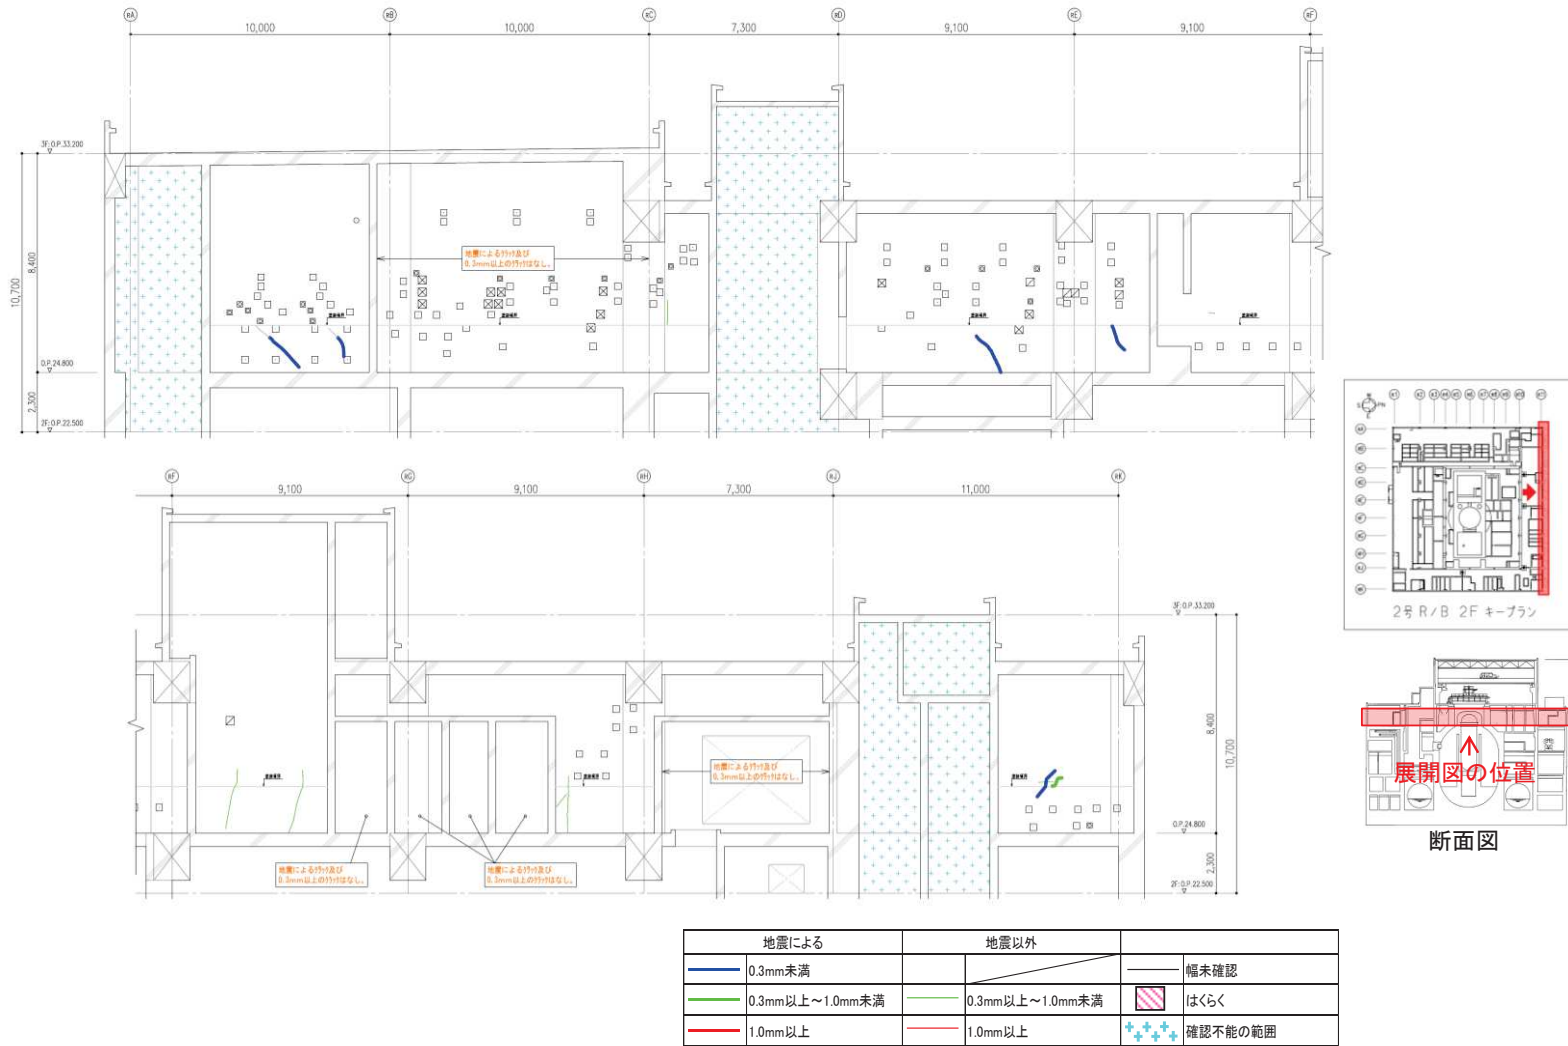 RA
RB
RC
RD
RE
RF
10,000
10,000
7,300
9,100
9,100
3F:O.P.33.200
10,700
8,400
O.P.24.800
2,300
2F:O.P.22.500
地震によるクラック及び
0.3mm以上のクラックはなし。
RF
RG
RH
RJ
RK
9,100
9,100
7,300
11,000
3F:O.P.33.200
8,400
10,700
O.P.24.800
2,300
2F:O.P.22.500
地震によるクラック及び
0.3mm以上のクラックはなし。
地震によるクラック及び
0.3mm以上のクラックはなし。
地震によるクラック及び
0.3mm以上のクラックはなし。
2号 R/B 2F キープラン
展開図の位置
断面図
地震による
地震以外
0.3mm未満
幅未確認
0.3mm以上～1.0mm未満
0.3mm以上～1.0mm未満
はくらく
1.0mm以上
1.0mm以上
確認不能の範囲